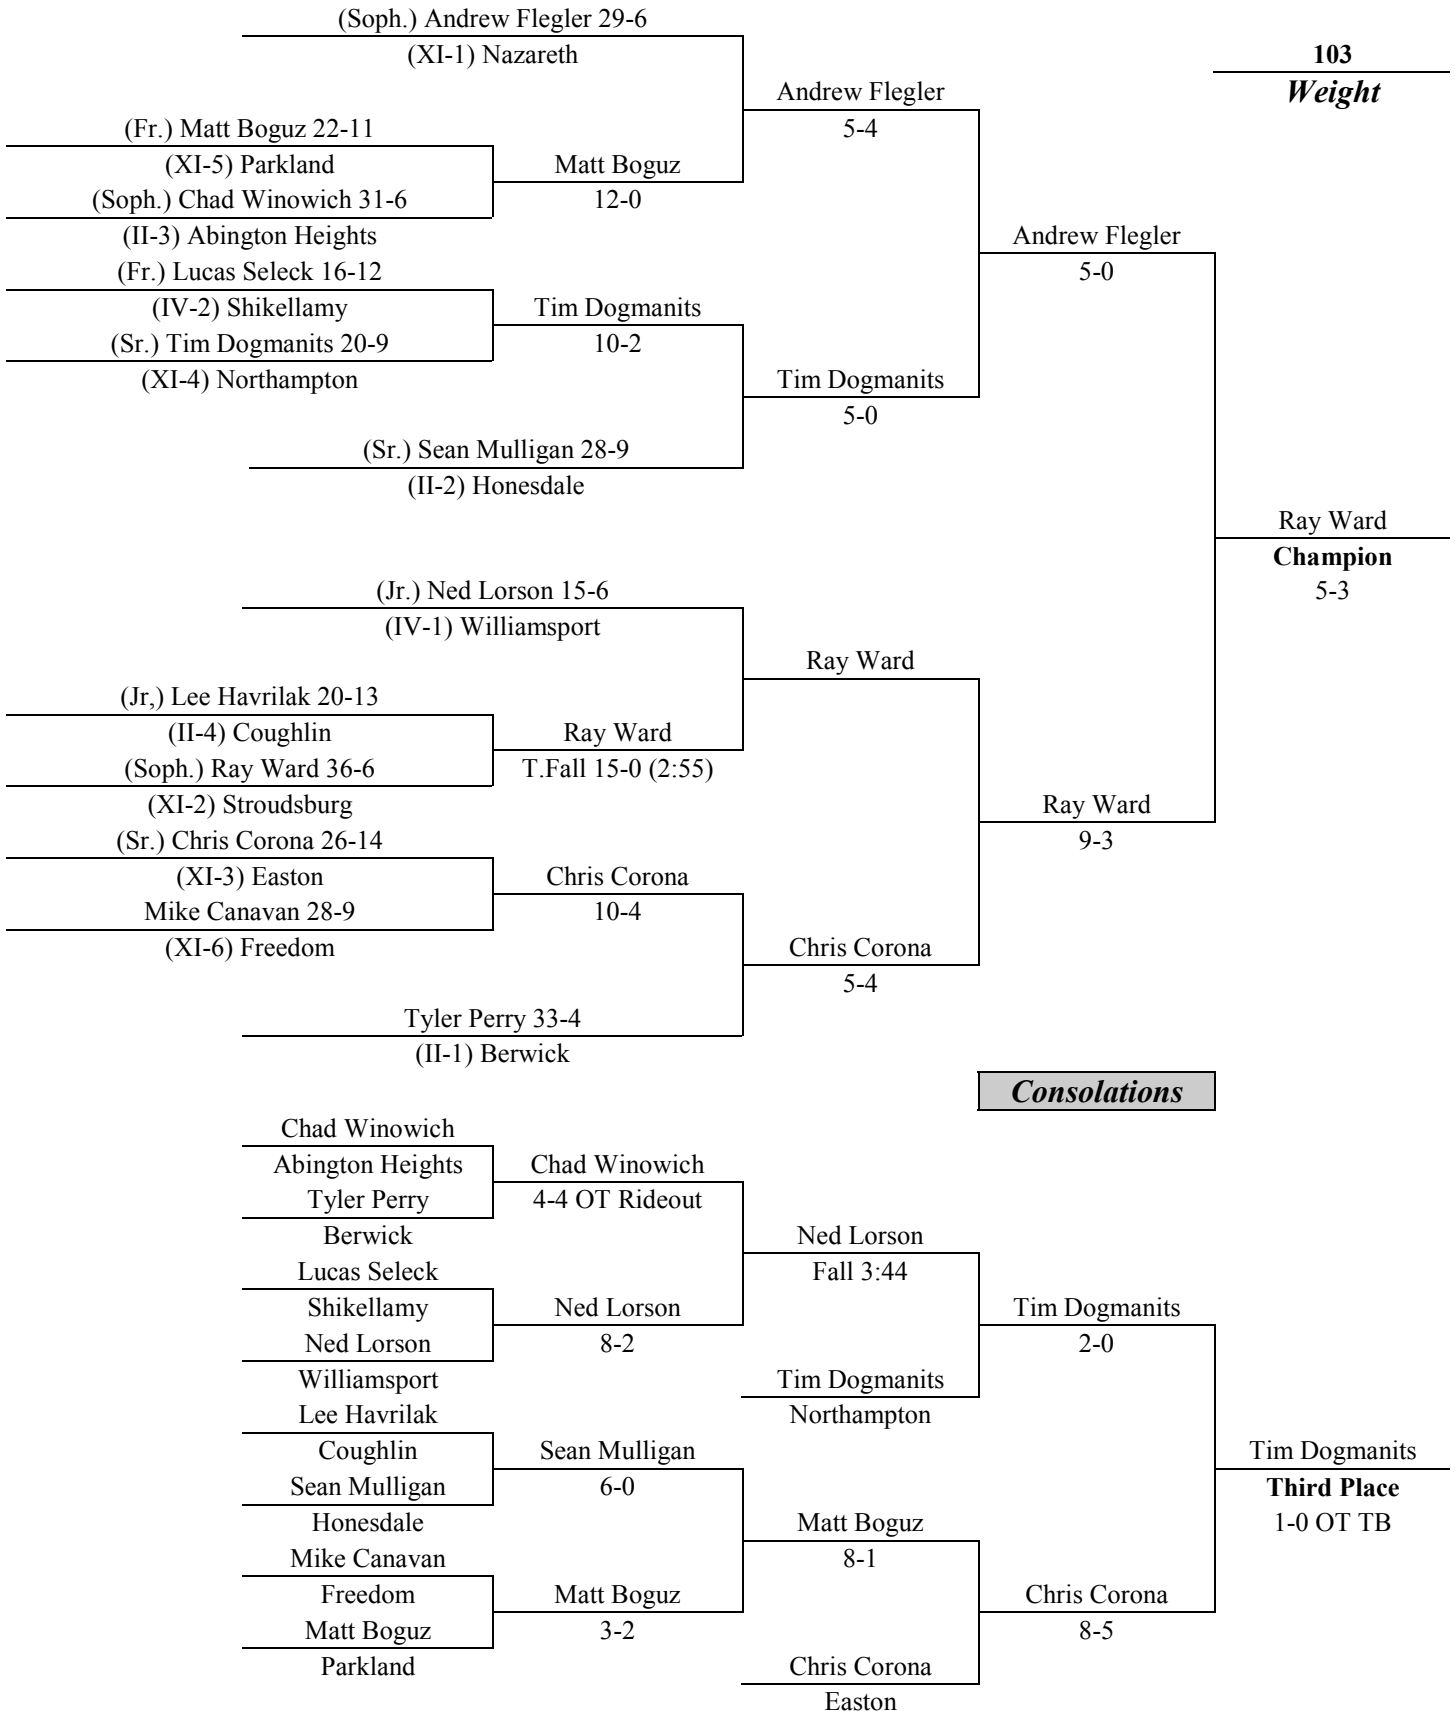 (Soph.) Andrew Flegler 29-6
(XI-1) Nazareth
103
Weight
Andrew Flegler
5-4
(Fr.) Matt Boguz 22-11
(XI-5) Parkland
Matt Boguz
(Soph.) Chad Winowich 31-6
12-0
(II-3) Abington Heights
Andrew Flegler
(Fr.) Lucas Seleck 16-12
5-0
(IV-2) Shikellamy
Tim Dogmanits
(Sr.) Tim Dogmanits 20-9
10-2
(XI-4) Northampton
Tim Dogmanits
5-0
(Sr.) Sean Mulligan 28-9
(II-2) Honesdale
Ray Ward
Champion
5-3
(Jr.) Ned Lorson 15-6
(IV-1) Williamsport
Ray Ward
(Jr,) Lee Havrilak 20-13
(II-4) Coughlin
Ray Ward
(Soph.) Ray Ward 36-6
T.Fall 15-0 (2:55)
(XI-2) Stroudsburg
Ray Ward
(Sr.) Chris Corona 26-14
9-3
(XI-3) Easton
Chris Corona
Mike Canavan 28-9
10-4
(XI-6) Freedom
Chris Corona
5-4
Tyler Perry 33-4
(II-1) Berwick
Consolations
Chad Winowich
Abington Heights
Chad Winowich
Tyler Perry
4-4 OT Rideout
Berwick
Ned Lorson
Lucas Seleck
Fall 3:44
Shikellamy
Ned Lorson
Tim Dogmanits
Ned Lorson
8-2
2-0
Williamsport
Tim Dogmanits
Lee Havrilak
Northampton
Coughlin
Sean Mulligan
Tim Dogmanits
Sean Mulligan
6-0
Third Place
Honesdale
Matt Boguz
1-0 OT TB
Mike Canavan
8-1
Freedom
Matt Boguz
Chris Corona
Matt Boguz
3-2
8-5
Parkland
Chris Corona
Easton